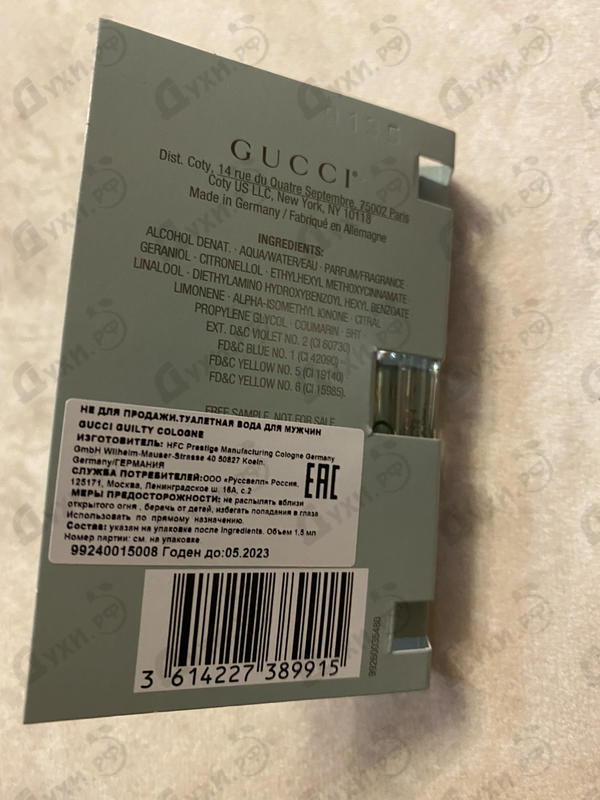 0135
GUCCI
Dist. Coty, 14 rue du Quatre Septembre, 75002 Paris
Coty US LLC, New York, NY 10118
Made in Germany / Fabriqué en Allemagne
INGREDIENTS:
ALCOHOL DENAT. · AQUA/WATER/EAU · PARFUM/FRAGRANCE
GERANIOL · CITRONELLOL · ETHYLHEXYL METHOXYCINNAMATE
LINALOOL · DIETHYLAMINO HYDROXYBENZOYL HEXYL BENZOATE
LIMONENE · ALPHA-ISOMETHYL IONONE · CITRAL
PROPYLENE GLYCOL · COUMARIN · BHT
EXT. D&C VIOLET NO. 2 (CI 60730)
FD&C BLUE NO. 1 (CI 42090)
FD&C YELLOW NO. 5 (CI 19140)
FD&C YELLOW NO. 6 (CI 15985).
FREE SAMPLE, NOT FOR SALE
НЕ ДЛЯ ПРОДАЖИ.ТУАЛЕТНАЯ ВОДА ДЛЯ МУЖЧИН
GUCCI GUILTY COLOGNE
ИЗГОТОВИТЕЛЬ: HFC Prestige Manufacturing Cologne Germany
GmbH Wilhelm-Mauser-Strasse 40 50827 Koeln,
Germany/ГЕРМАНИЯ
СЛУЖБА ПОТРЕБИТЕЛЕЙ:ООО «Руссвелл» Россия,
125171, Москва, Ленинградское ш. 16А, с.2
EAC
МЕРЫ ПРЕДОСТОРОЖНОСТИ: не распылять вблизи
открытого огня , беречь от детей, избегать попадания в глаза
Использовать по прямому назначению.
Состав: указан на упаковке после Ingredients. Объем 1,5 мл
Номер партии: см. на упаковке
99240015008 Годен до:05.2023
3 614227 389915
99260035480
Духи.РФ